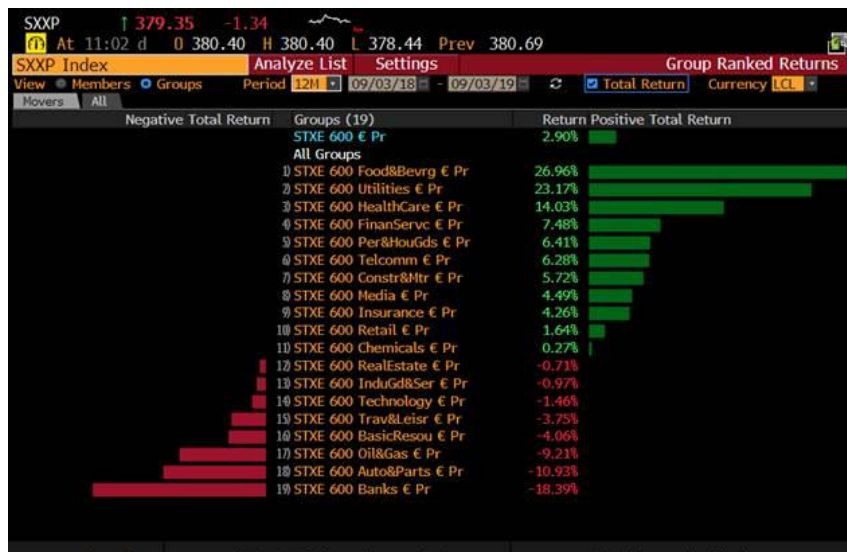 SXXP ↑ 379.35 -1.34
At 11:02 d O 380.40 H 380.40 L 378.44 Prev 380.69
SXXP Index Analyze List Settings Group Ranked Returns
View Members Groups Period 12M 09/03/18 - 09/03/19 Total Return Currency LCL
Movers All
Negative Total Return Groups (19) Return Positive Total Return
STXE 600 € Pr 2.90%
All Groups
1) STXE 600 Food&Bevrg € Pr 26.96%
2) STXE 600 Utilities € Pr 23.17%
3) STXE 600 HealthCare € Pr 14.03%
4) STXE 600 FinanServc € Pr 7.48%
5) STXE 600 Per&HouGds € Pr 6.41%
6) STXE 600 Telcomm € Pr 6.28%
7) STXE 600 Constr&Mtr € Pr 5.72%
8) STXE 600 Media € Pr 4.49%
9) STXE 600 Insurance € Pr 4.26%
10) STXE 600 Retail € Pr 1.64%
11) STXE 600 Chemicals € Pr 0.27%
12) STXE 600 RealEstate € Pr -0.71%
13) STXE 600 InduGd&Ser € Pr -0.97%
14) STXE 600 Technology € Pr -1.46%
15) STXE 600 Trav&Leisr € Pr -3.75%
16) STXE 600 BasicResou € Pr -4.06%
17) STXE 600 Oil&Gas € Pr -9.21%
18) STXE 600 Auto&Parts € Pr -10.93%
19) STXE 600 Banks € Pr -18.39%